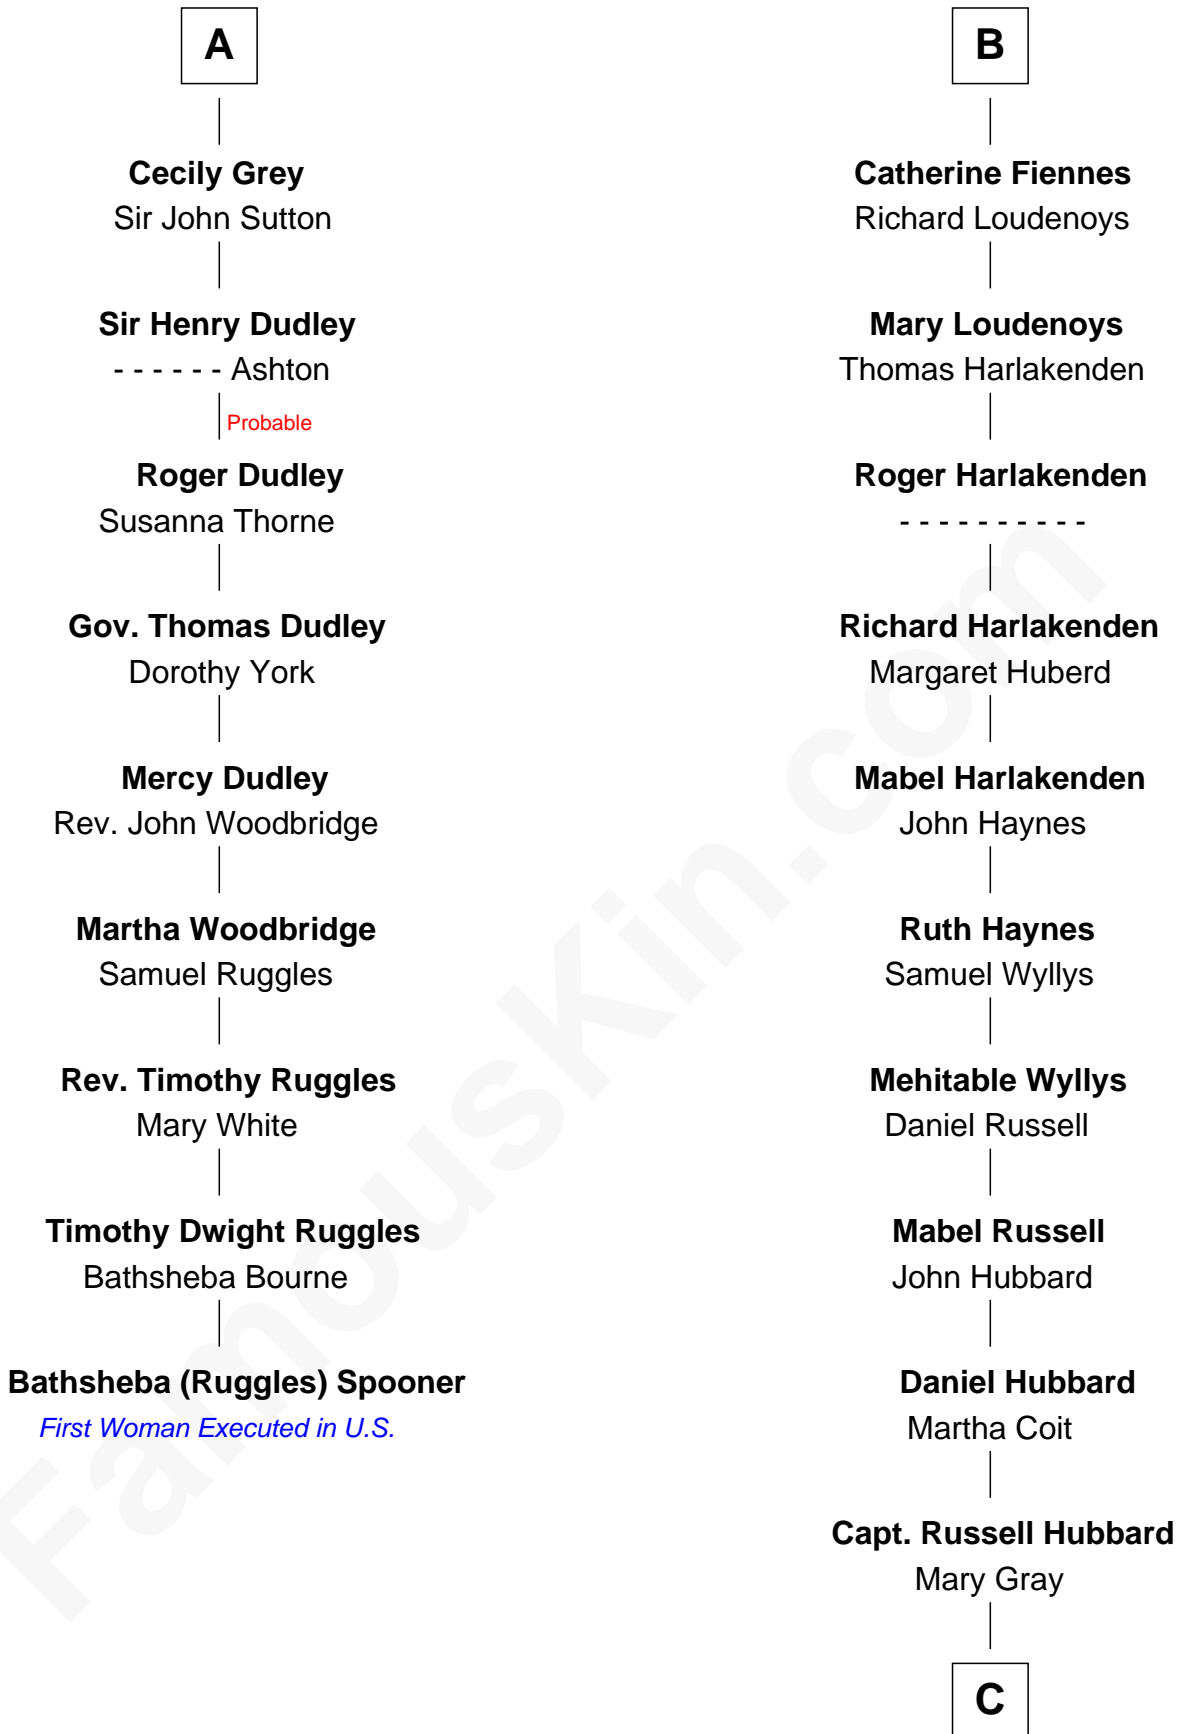 A
Cecily Grey
Sir John Sutton
Sir Henry Dudley
- - - - - - Ashton
Probable
Roger Dudley
Susanna Thorne
Gov. Thomas Dudley
Dorothy York
Mercy Dudley
Rev. John Woodbridge
Martha Woodbridge
Samuel Ruggles
Rev. Timothy Ruggles
Mary White
Timothy Dwight Ruggles
Bathsheba Bourne
Bathsheba (Ruggles) Spooner
First Woman Executed in U.S.
B
Catherine Fiennes
Richard Loudenoys
Mary Loudenoys
Thomas Harlakenden
Roger Harlakenden
- - - - - - - - - -
Richard Harlakenden
Margaret Huberd
Mabel Harlakenden
John Haynes
Ruth Haynes
Samuel Wyllys
Mehitable Wyllys
Daniel Russell
Mabel Russell
John Hubbard
Daniel Hubbard
Martha Coit
Capt. Russell Hubbard
Mary Gray
C
FamousKin.com